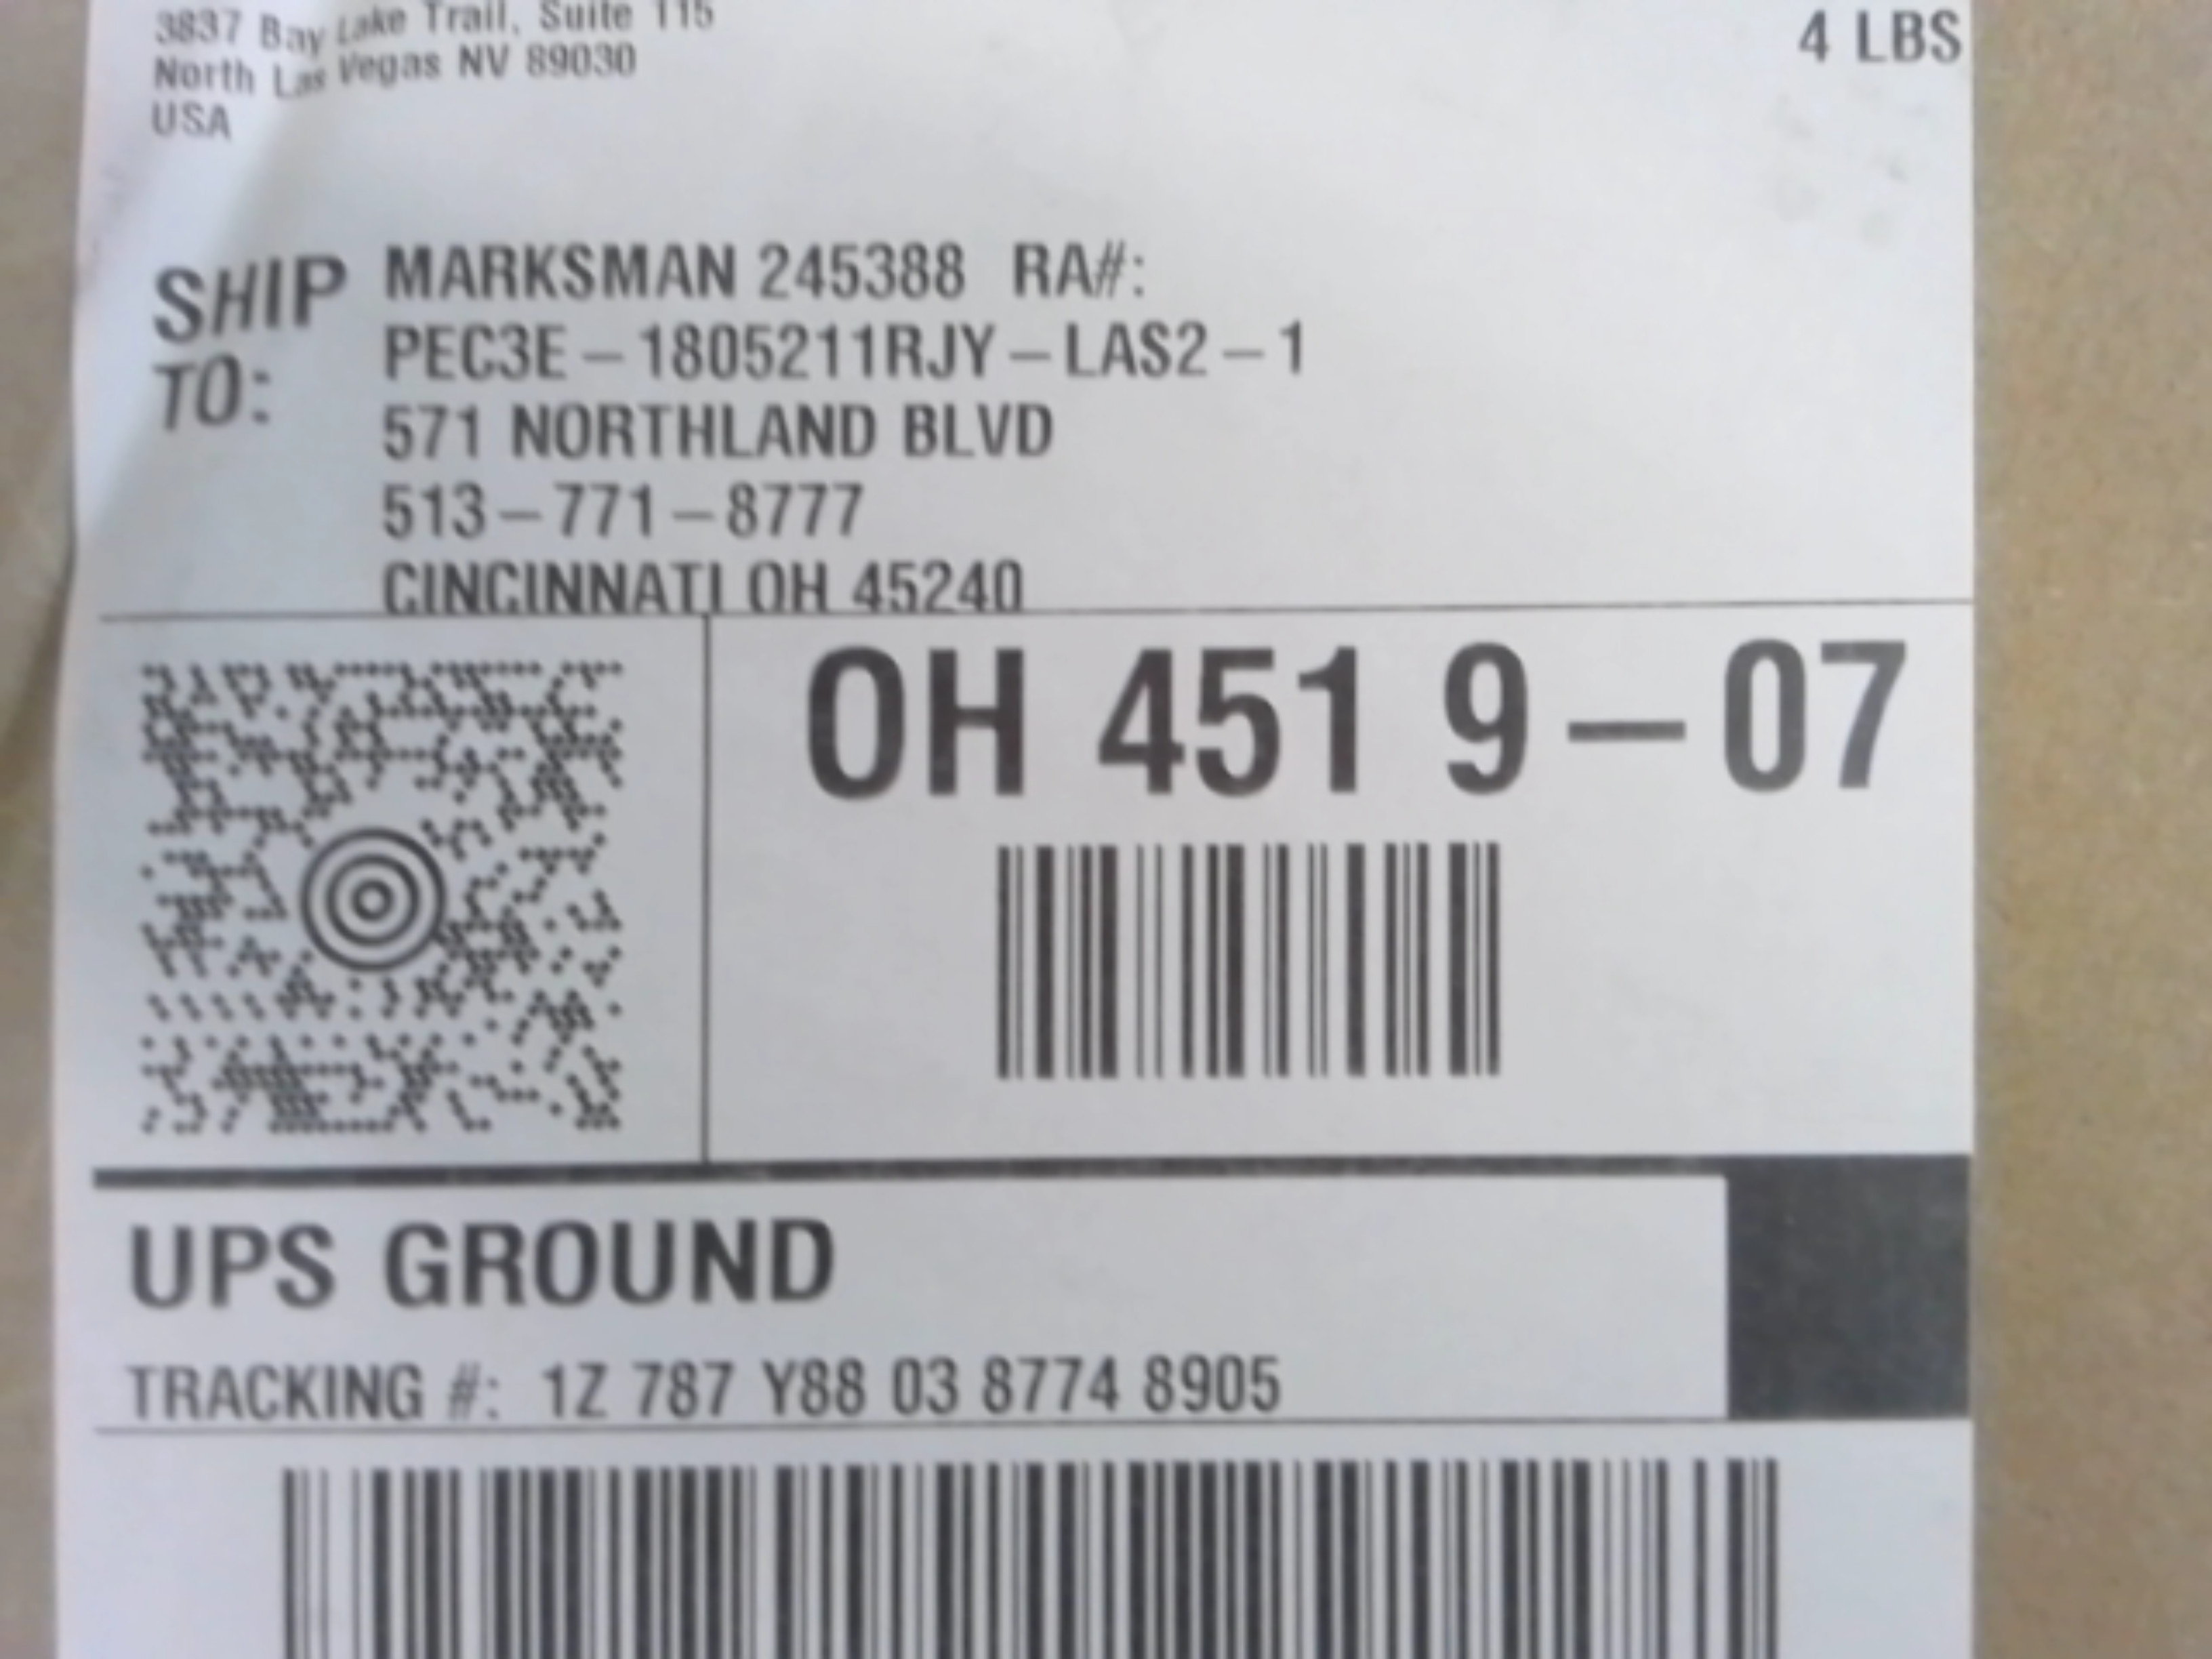 3837 Bay Lake Trail, Suite 115
North Las Vegas NV 89030
USA
4 LBS
SHIP TO:
MARKSMAN 245388 RA#:
PEC3E-1805211RJY-LAS2-1
571 NORTHLAND BLVD
513-771-8777
CINCINNATI OH 45240
OH 451 9-07
UPS GROUND
TRACKING #: 1Z 787 Y88 03 8774 8905